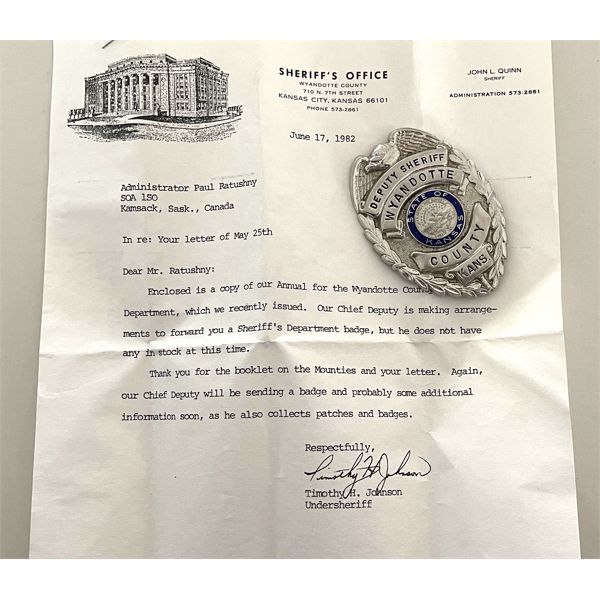 SHERIFF'S OFFICE
WYANDOTTE COUNTY
710 N. 7TH STREET
KANSAS CITY, KANSAS 66101
PHONE 573-2861
JOHN L. QUINN
SHERIFF
ADMINISTRATION 573-2861
June 17, 1982
DEPUTY SHERIFF
WYANDOTTE
STATE OF
KANSAS
COUNTY
KANS.
Administrator Paul Ratushny
SOA 1S0
Kamsack, Sask., Canada
In re: Your letter of May 25th
Dear Mr. Ratushny:
Enclosed is a copy of our Annual for the Wyandotte
Department, which we recently issued. Our Chief Deputy is making arrange-
ments to forward you a Sheriff's Department badge, but he does not have
any in stock at this time.
Thank you for the booklet on the Mounties and your letter. Again,
our Chief Deputy will be sending a badge and probably some additional
information soon, as he also collects patches and badges.
Respectfully,
Timothy H. Johnson
Timothy H. Johnson
Undersheriff